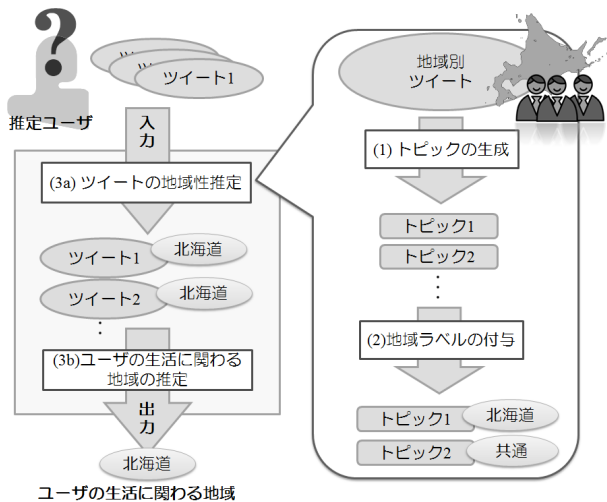 ?
ツイート1
推定ユーザ
入力
(3a) ツイートの地域性推定
ツイート1
北海道
ツイート2
北海道
⋮
(3b)ユーザの生活に関わる
地域の推定
出力
北海道
ユーザの生活に関わる地域
地域別
ツイート
(1) トピックの生成
トピック1
トピック2
⋮
(2)地域ラベルの付与
トピック1
北海道
トピック2
共通